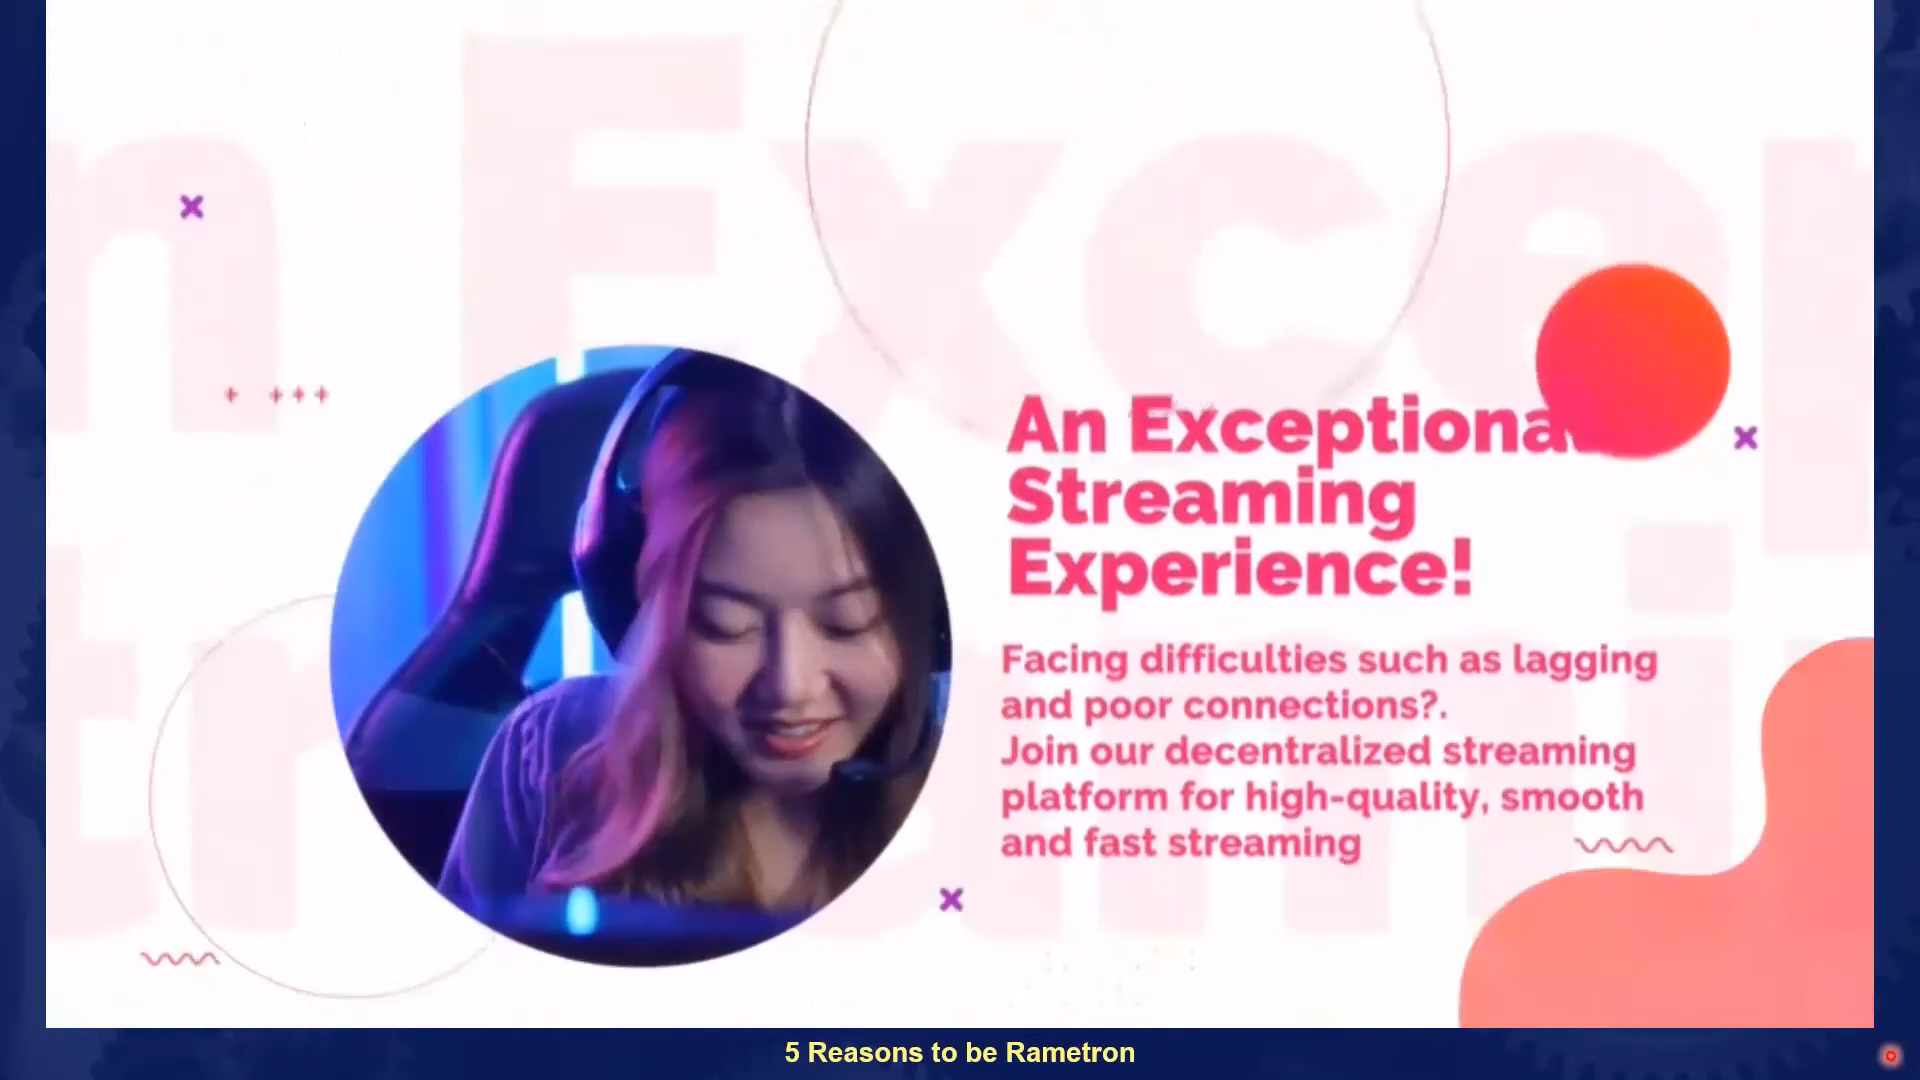 An Exceptional
Streaming
Experience!
Facing difficulties such as lagging
and poor connections?.
Join our decentralized streaming
platform for high-quality, smooth
and fast streaming
5 Reasons to be Rametron